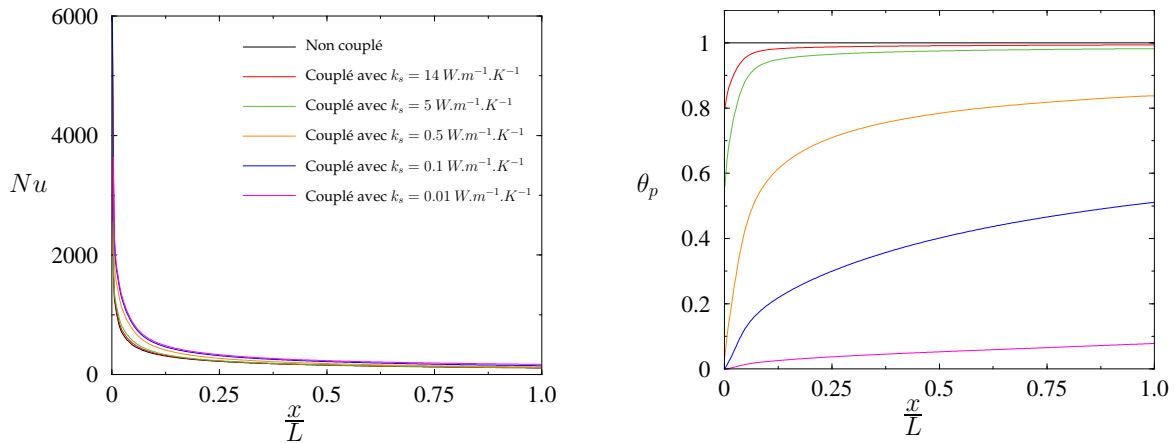 6000
4000
2000
0
Nu
Non couplé
Couplé avec k_s = 14 W.m⁻¹.K⁻¹
Couplé avec k_s = 5 W.m⁻¹.K⁻¹
Couplé avec k_s = 0.5 W.m⁻¹.K⁻¹
Couplé avec k_s = 0.1 W.m⁻¹.K⁻¹
Couplé avec k_s = 0.01 W.m⁻¹.K⁻¹
0 0.25 0.5 0.75 1.0
x/L
1
0.8
0.6
0.4
0.2
0
θ_p
0 0.25 0.5 0.75 1.0
x/L